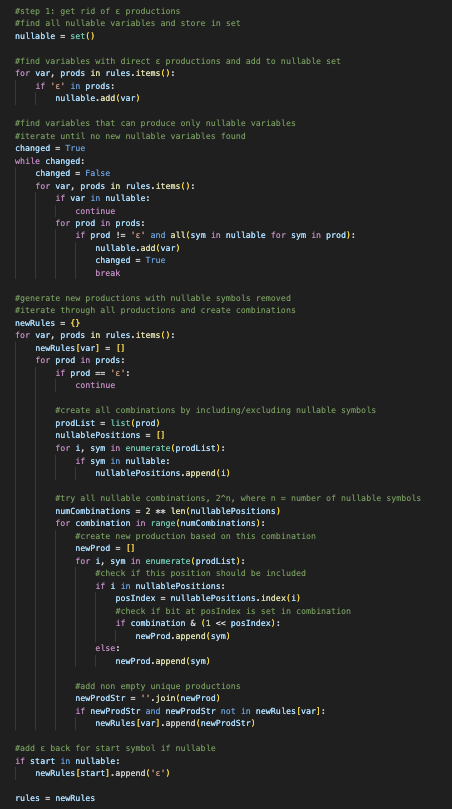 #step 1: get rid of ε productions
#find all nullable variables and store in set
nullable = set()
#find variables with direct ε productions and add to nullable set
for var, prods in rules.items():
if 'ε' in prods:
nullable.add(var)
#find variables that can produce only nullable variables
#iterate until no new nullable variables found
changed = True
while changed:
changed = False
for var, prods in rules.items():
if var in nullable:
continue
for prod in prods:
if prod != 'ε' and all(sym in nullable for sym in prod):
nullable.add(var)
changed = True
break
#generate new productions with nullable symbols removed
#iterate through all productions and create combinations
newRules = {}
for var, prods in rules.items():
newRules[var] = []
for prod in prods:
if prod == 'ε':
continue
#create all combinations by including/excluding nullable symbols
prodList = list(prod)
nullablePositions = []
for i, sym in enumerate(prodList):
if sym in nullable:
nullablePositions.append(i)
#try all nullable combinations, 2^n, where n = number of nullable symbols
numCombinations = 2 ** len(nullablePositions)
for combination in range(numCombinations):
#create new production based on this combination
newProd = []
for i, sym in enumerate(prodList):
#check if this position should be included
if i in nullablePositions:
posIndex = nullablePositions.index(i)
#check if bit at posIndex is set in combination
if combination & (1 << posIndex):
newProd.append(sym)
else:
newProd.append(sym)
#add non empty unique productions
newProdStr = ''.join(newProd)
if newProdStr and newProdStr not in newRules[var]:
newRules[var].append(newProdStr)
#add ε back for start symbol if nullable
if start in nullable:
newRules[start].append('ε')
rules = newRules